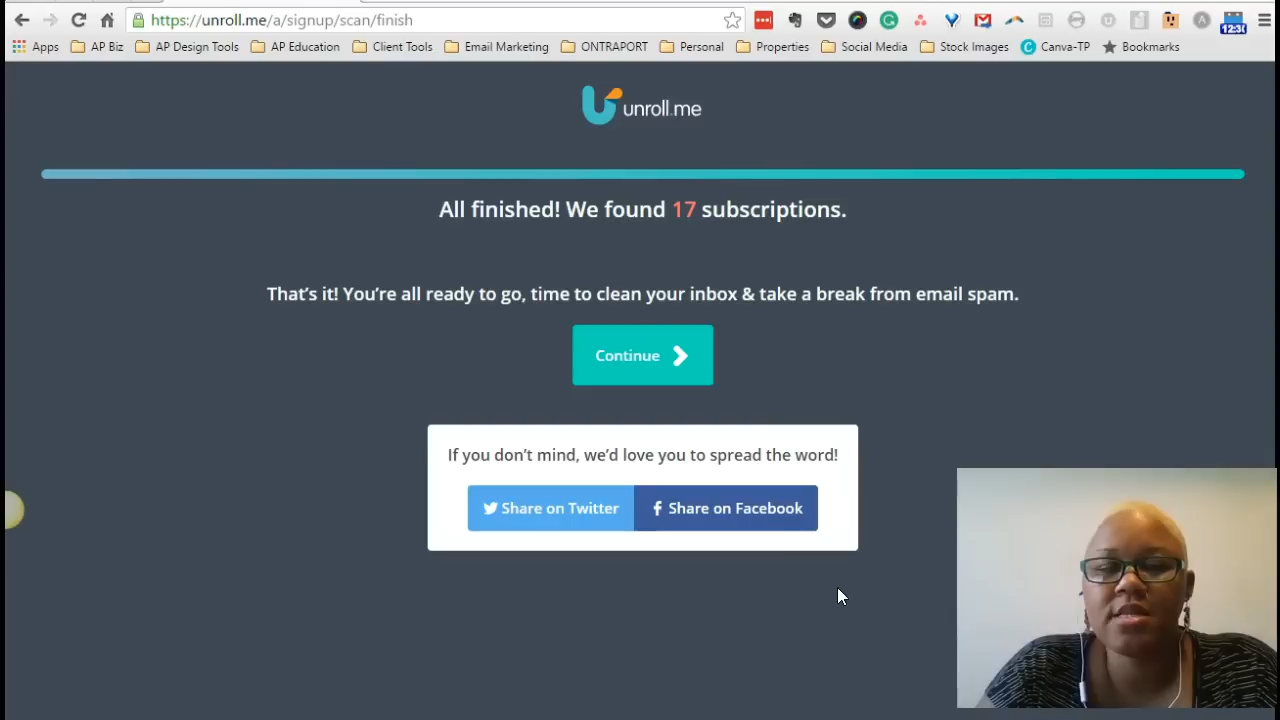 https://unroll.me/a/signup/scan/finish
12:30
Apps AP Biz AP Design Tools AP Education Client Tools Email Marketing ONTRAPORT Personal Properties Social Media Stock Images Canva-TP Bookmarks
unroll.me
All finished! We found 17 subscriptions.
That's it! You're all ready to go, time to clean your inbox & take a break from email spam.
Continue
If you don't mind, we'd love you to spread the word!
Share on Twitter Share on Facebook